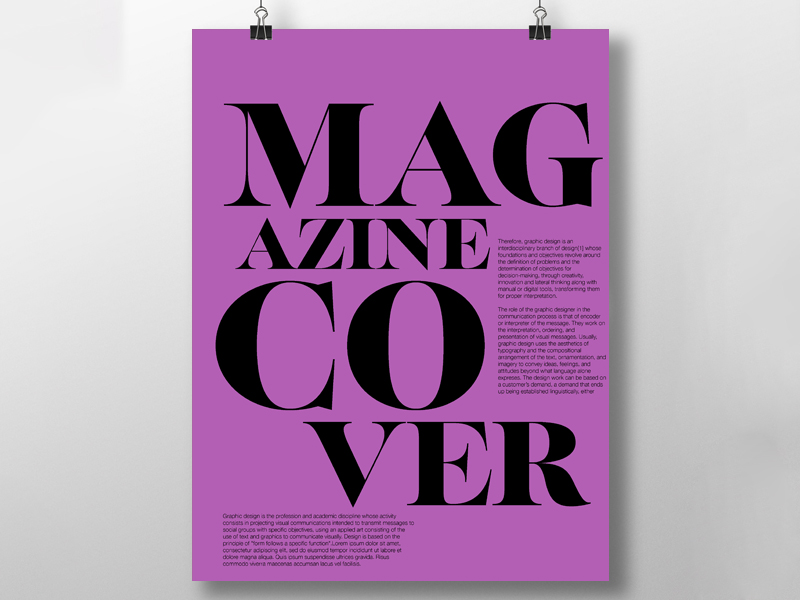 MAG
AZINE
Therefore, graphic design is an
interdisciplinary branch of design[1] whose
foundations and objectives revolve around
the definition of problems and the
determination of objectives for
decision-making, through creativity,
innovation and lateral thinking along with
manual or digital tools, transforming them
for proper interpretation.
The role of the graphic designer in the
communication process is that of encoder
or interpreter of the message. They work on
the interpretation, ordering, and
presentation of visual messages. Usually,
graphic design uses the aesthetics of
typography and the compositional
arrangement of the text, ornamentation, and
imagery to convey ideas, feelings, and
attitudes beyond what language alone
expresses. The design work can be based on
a customer's demand, a demand that ends
up being established linguistically, either
CO
VER
Graphic design is the profession and academic discipline whose activity
consists in projecting visual communications intended to transmit messages to
social groups with specific objectives, using an applied art consisting of the
use of text and graphics to communicate visually. Design is based on the
principle of "form follows a specific function".Lorem ipsum dolor sit amet,
consectetur adipiscing elit, sed do eiusmod tempor incididunt ut labore et
dolore magna aliqua. Quis ipsum suspendisse ultrices gravida. Risus
commodo viverra maecenas accumsan lacus vel facilisis.